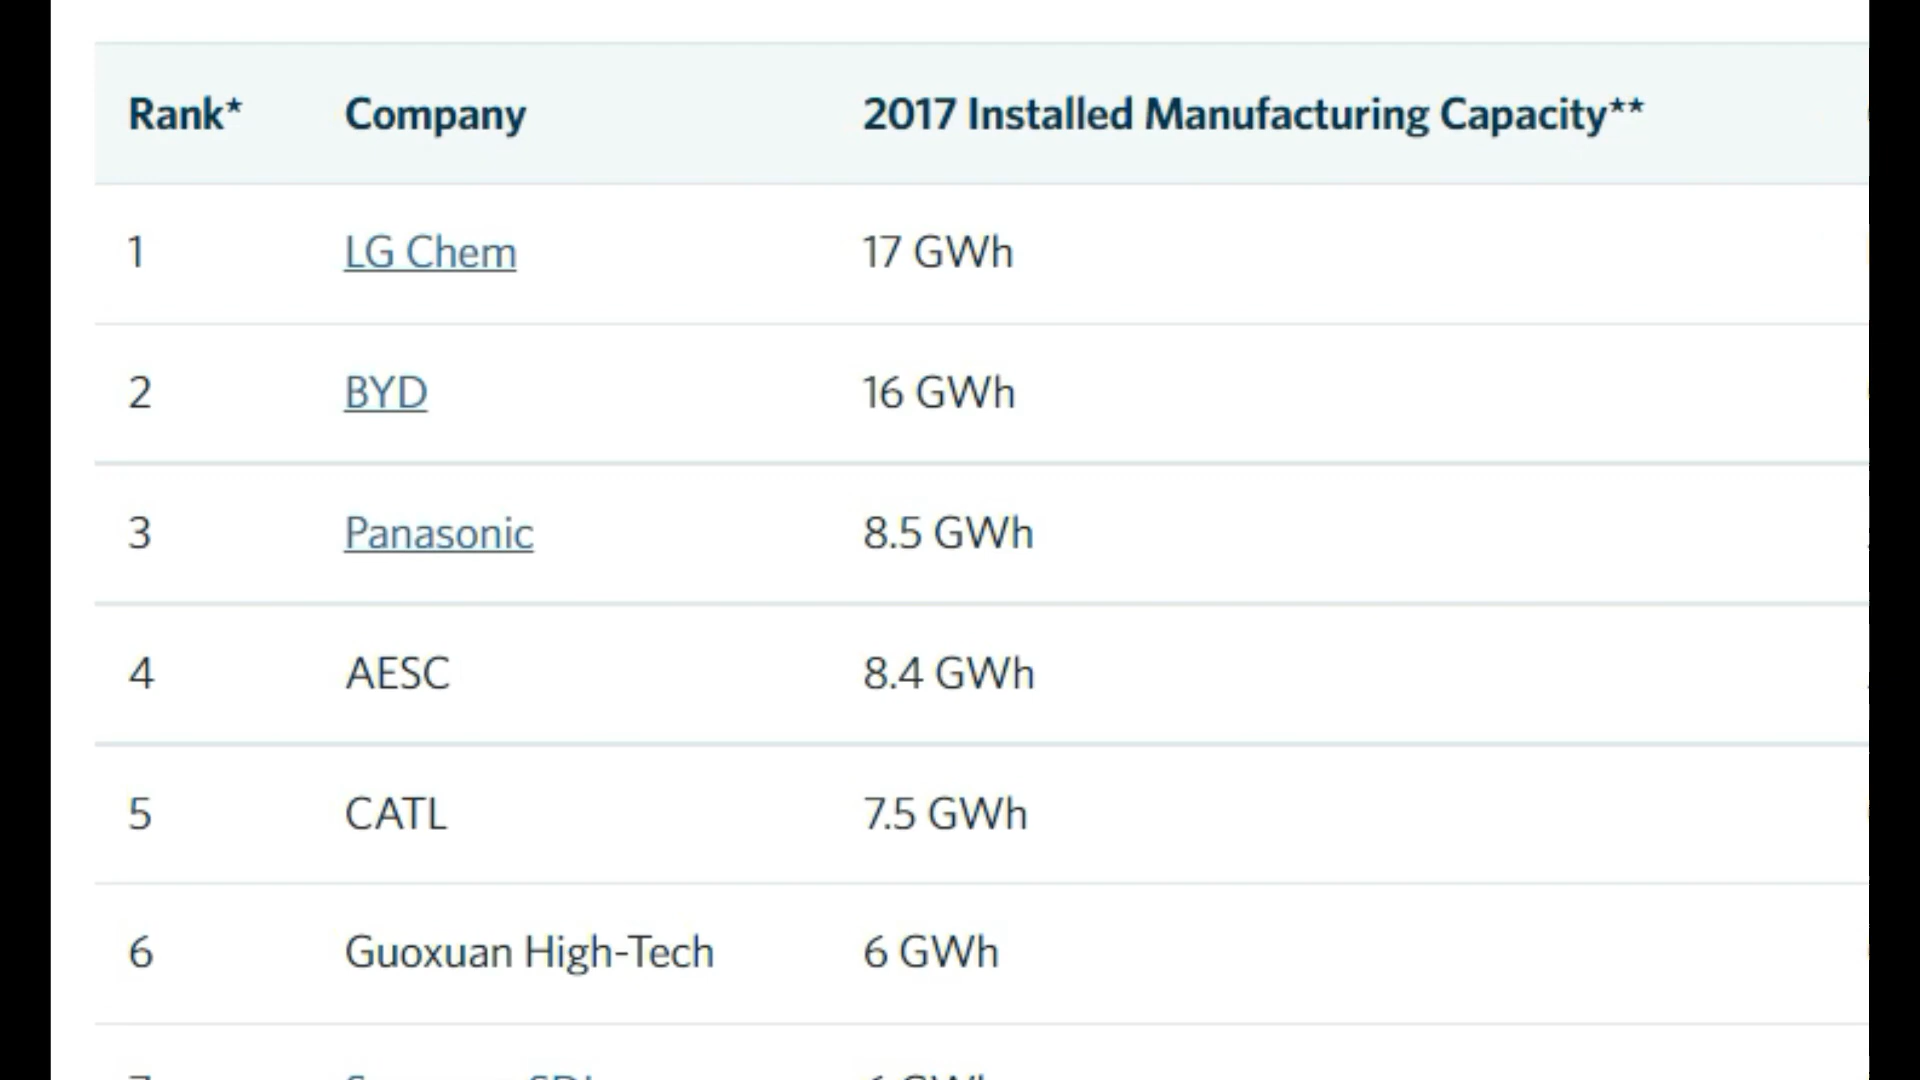 Rank* Company 2017 Installed Manufacturing Capacity**
1 LG Chem 17 GWh
2 BYD 16 GWh
3 Panasonic 8.5 GWh
4 AESC 8.4 GWh
5 CATL 7.5 GWh
6 Guoxuan High-Tech 6 GWh